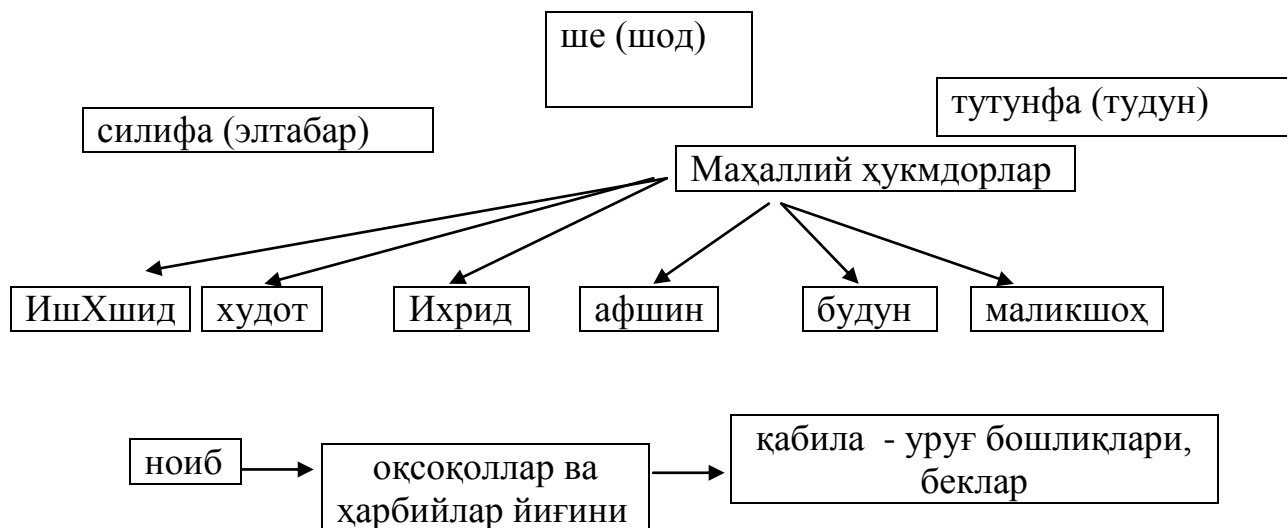 ше (шод)
силифа (элтабар)
тутунфа (тудун)
Маҳаллий ҳукмдорлар
ИшХшид
худот
Ихрид
афшин
будун
маликшоҳ
ноиб
оқсоқоллар ва
ҳарбийлар йиғини
қабила - уруғ бошлиқлари,
беклар